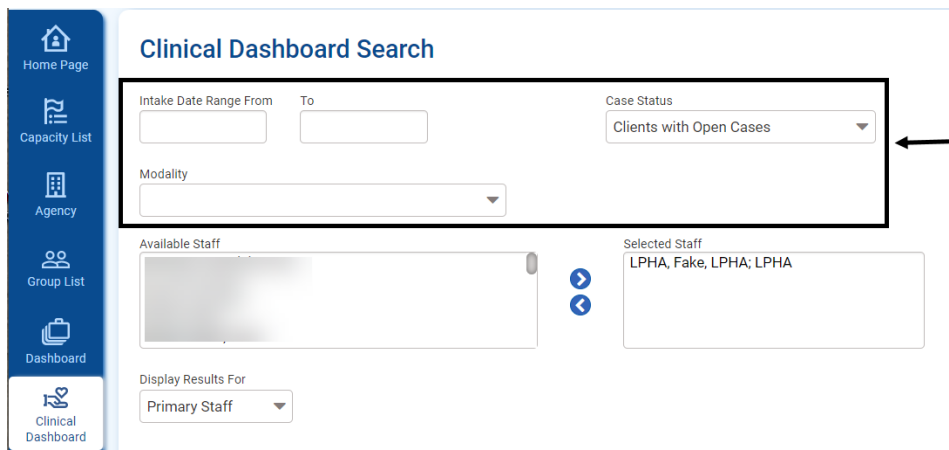 Home Page
Capacity List
Agency
Group List
Dashboard
Clinical
Dashboard
Clinical Dashboard Search
Intake Date Range From To Case Status
Clients with Open Cases
Modality
Available Staff Selected Staff
LPHA, Fake, LPHA; LPHA
Display Results For
Primary Staff